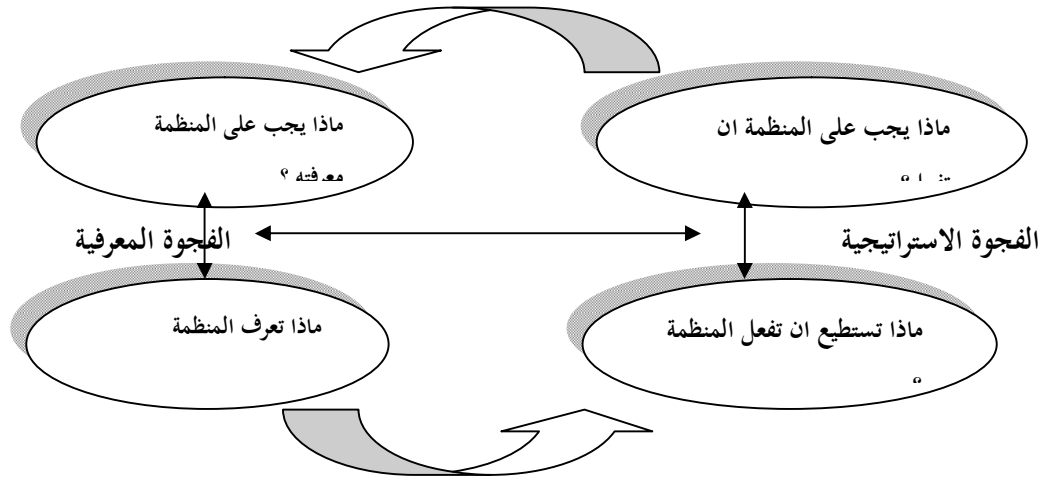 ماذا يجب على المنظمة ان
ماذا يجب على المنظمة
معرفته ؟
الفجوة الاستراتيجية
الفجوة المعرفية
ماذا تستطيع ان تفعل المنظمة
؟
ماذا تعرف المنظمة